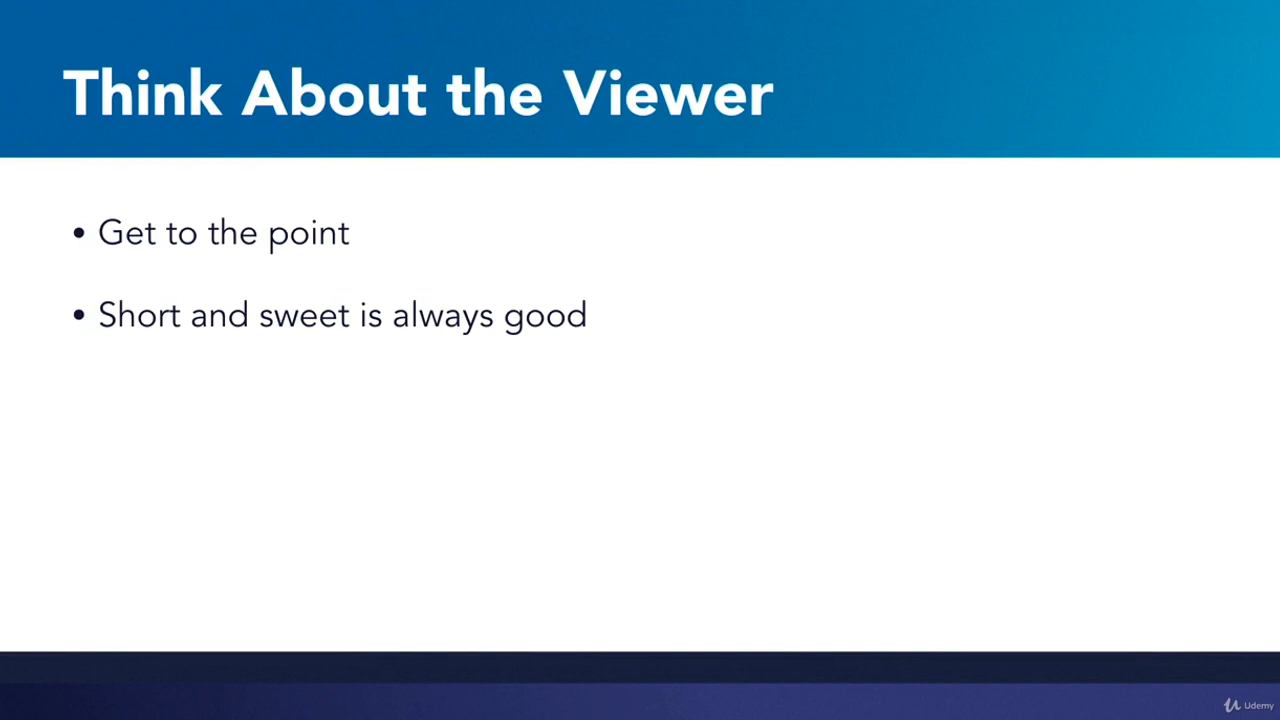 Think About the Viewer
• Get to the point
• Short and sweet is always good
Udemy